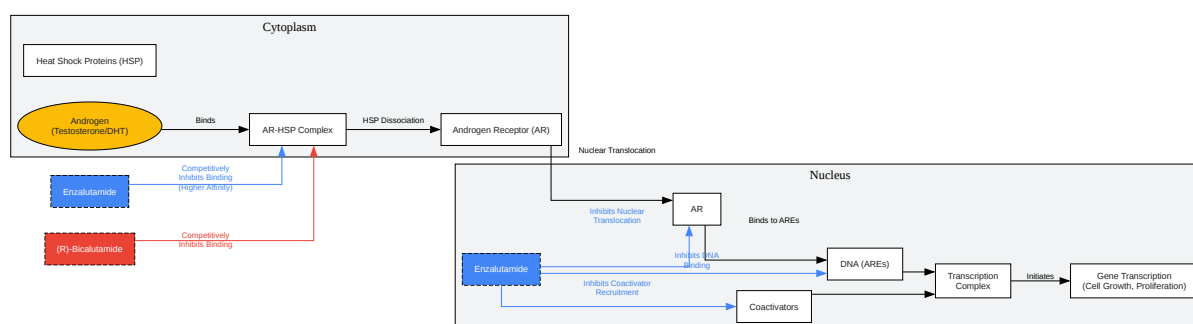 Cytoplasm
Heat Shock Proteins (HSP)
Androgen
(Testosterone/DHT)
Binds
AR-HSP Complex
HSP Dissociation
Androgen Receptor (AR)
Nuclear Translocation
Competitively
Inhibits Binding
(Higher Affinity)
Enzalutamide
Competitively
Inhibits Binding
(R)-Bicalutamide
Nucleus
AR
Inhibits Nuclear
Translocation
Binds to AREs
Inhibits DNA
Binding
Enzalutamide
DNA (AREs)
Inhibits Coactivator
Recruitment
Coactivators
Transcription
Complex
Initiates
Gene Transcription
(Cell Growth, Proliferation)